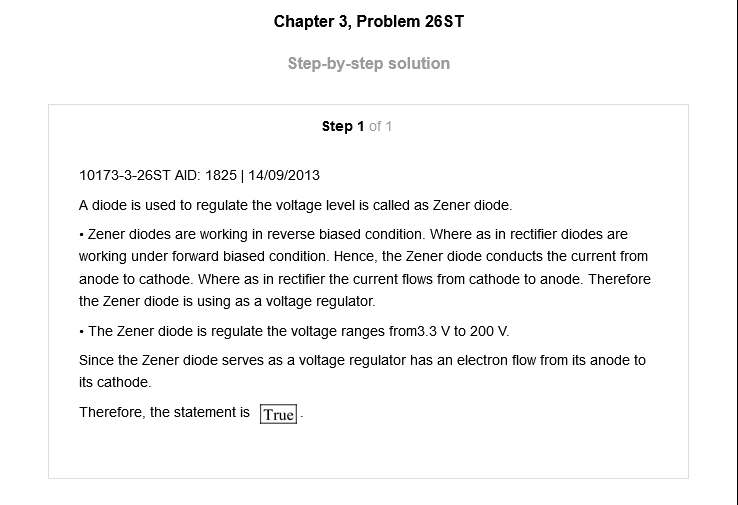 Chapter 3, Problem 26ST
Step-by-step solution
Step 1 of 1
10173-3-26ST AID: 1825 | 14/09/2013
A diode is used to regulate the voltage level is called as Zener diode.
• Zener diodes are working in reverse biased condition. Where as in rectifier diodes are
working under forward biased condition. Hence, the Zener diode conducts the current from
anode to cathode. Where as in rectifier the current flows from cathode to anode. Therefore
the Zener diode is using as a voltage regulator.
• The Zener diode is regulate the voltage ranges from3.3 V to 200 V.
Since the Zener diode serves as a voltage regulator has an electron flow from its anode to
its cathode.
Therefore, the statement is True.